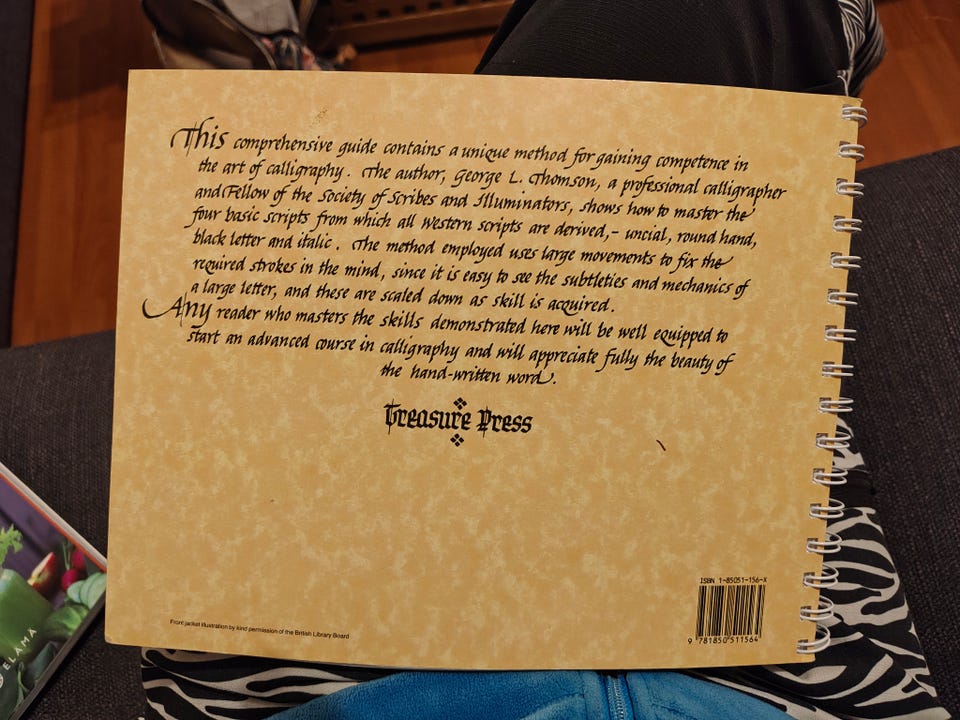 This comprehensive guide contains a unique method for gaining competence in
the art of calligraphy. The author, George L. Thomson, a professional calligrapher
and Fellow of the Society of Scribes and Illuminators, shows how to master the
four basic scripts from which all Western scripts are derived,- uncial, round hand,
black letter and italic. The method employed uses large movements to fix the
required strokes in the mind, since it is easy to see the subtleties and mechanics of
a large letter, and these are scaled down as skill is acquired.
Any reader who masters the skills demonstrated here will be well equipped to
start an advanced course in calligraphy and will appreciate fully the beauty of
the hand-written word.
Treasure Press
ISBN 1-85051-156-X
9 781850 511564
Front jacket illustration by kind permission of the British Library Board
ELAMA